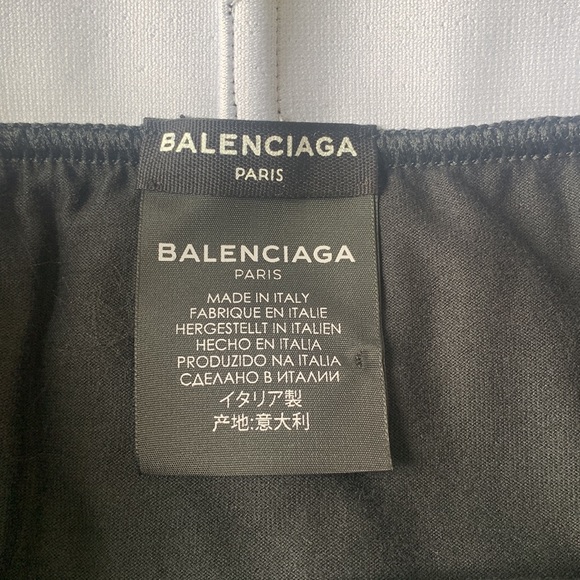 BALENCIAGA
PARIS
BALENCIAGA
PARIS
MADE IN ITALY
FABRIQUE EN ITALIE
HERGESTELLT IN ITALIEN
HECHO EN ITALIA
PRODUZIDO NA ITALIA
СДЕЛАНО В ИТАЛИИ
イタリア製
产地:意大利